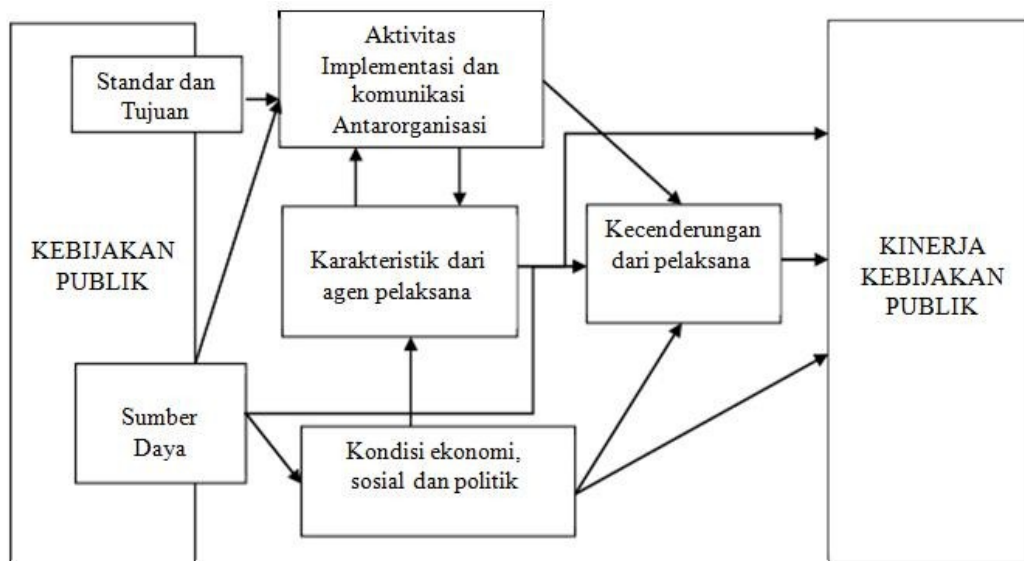 Standar dan
Tujuan
KEBIJAKAN
PUBLIK
Sumber
Daya
Aktivitas
Implementasi dan
komunikasi
Antarorganisasi
Karakteristik dari
agen pelaksana
Kondisi ekonomi,
sosial dan politik
Kecenderungan
dari pelaksana
KINERJA
KEBIJAKAN
PUBLIK